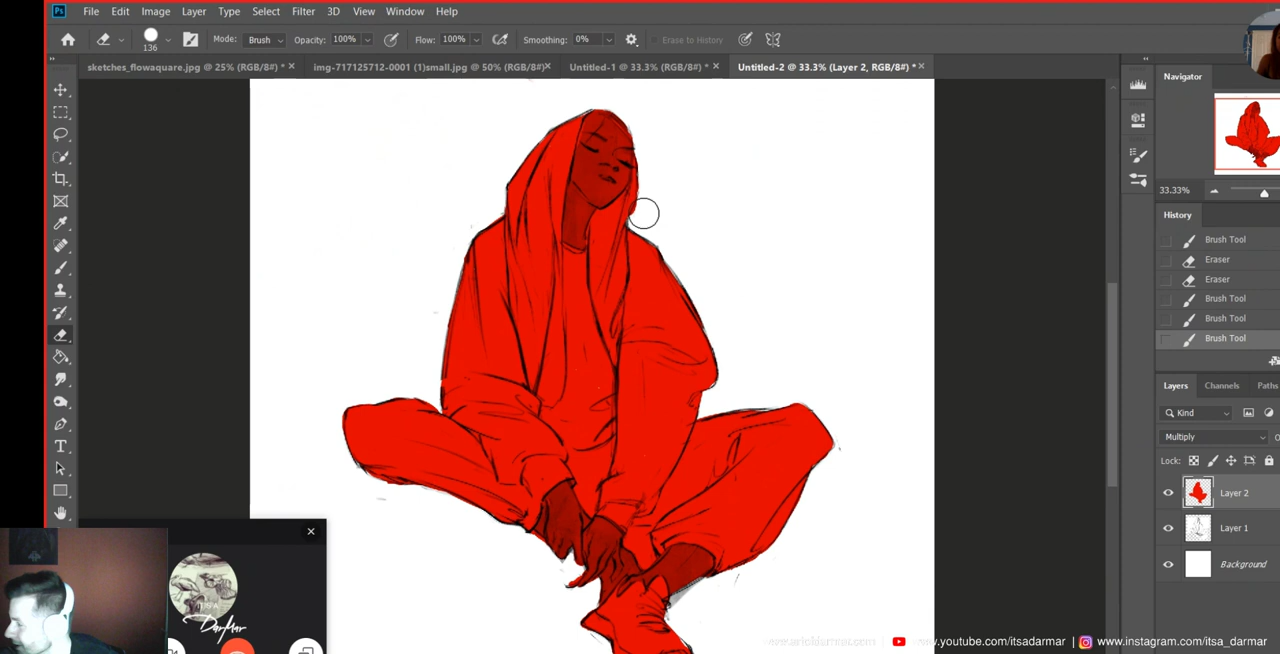 Ps File Edit Image Layer Type Select Filter 3D View Window Help
136 Mode: Brush Opacity: 100% Flow: 100% Smoothing: 0% Erase to History
sketches_flowaquare.jpg @ 25% (RGB/8#) * × img-717125712-0001 (1)small.jpg @ 50% (RGB/8#)× Untitled-1 @ 33.3% (RGB/8#) * × Untitled-2 @ 33.3% (Layer 2, RGB/8#) * ×
Navigator
33.33%
History
Brush Tool
Eraser
Eraser
Brush Tool
Brush Tool
Brush Tool
Layers Channels Paths
Kind
Multiply
Lock:
Layer 2
Layer 1
Background
DarMar
www.youtube.com/itsadarmar | www.instagram.com/itsa_darmar